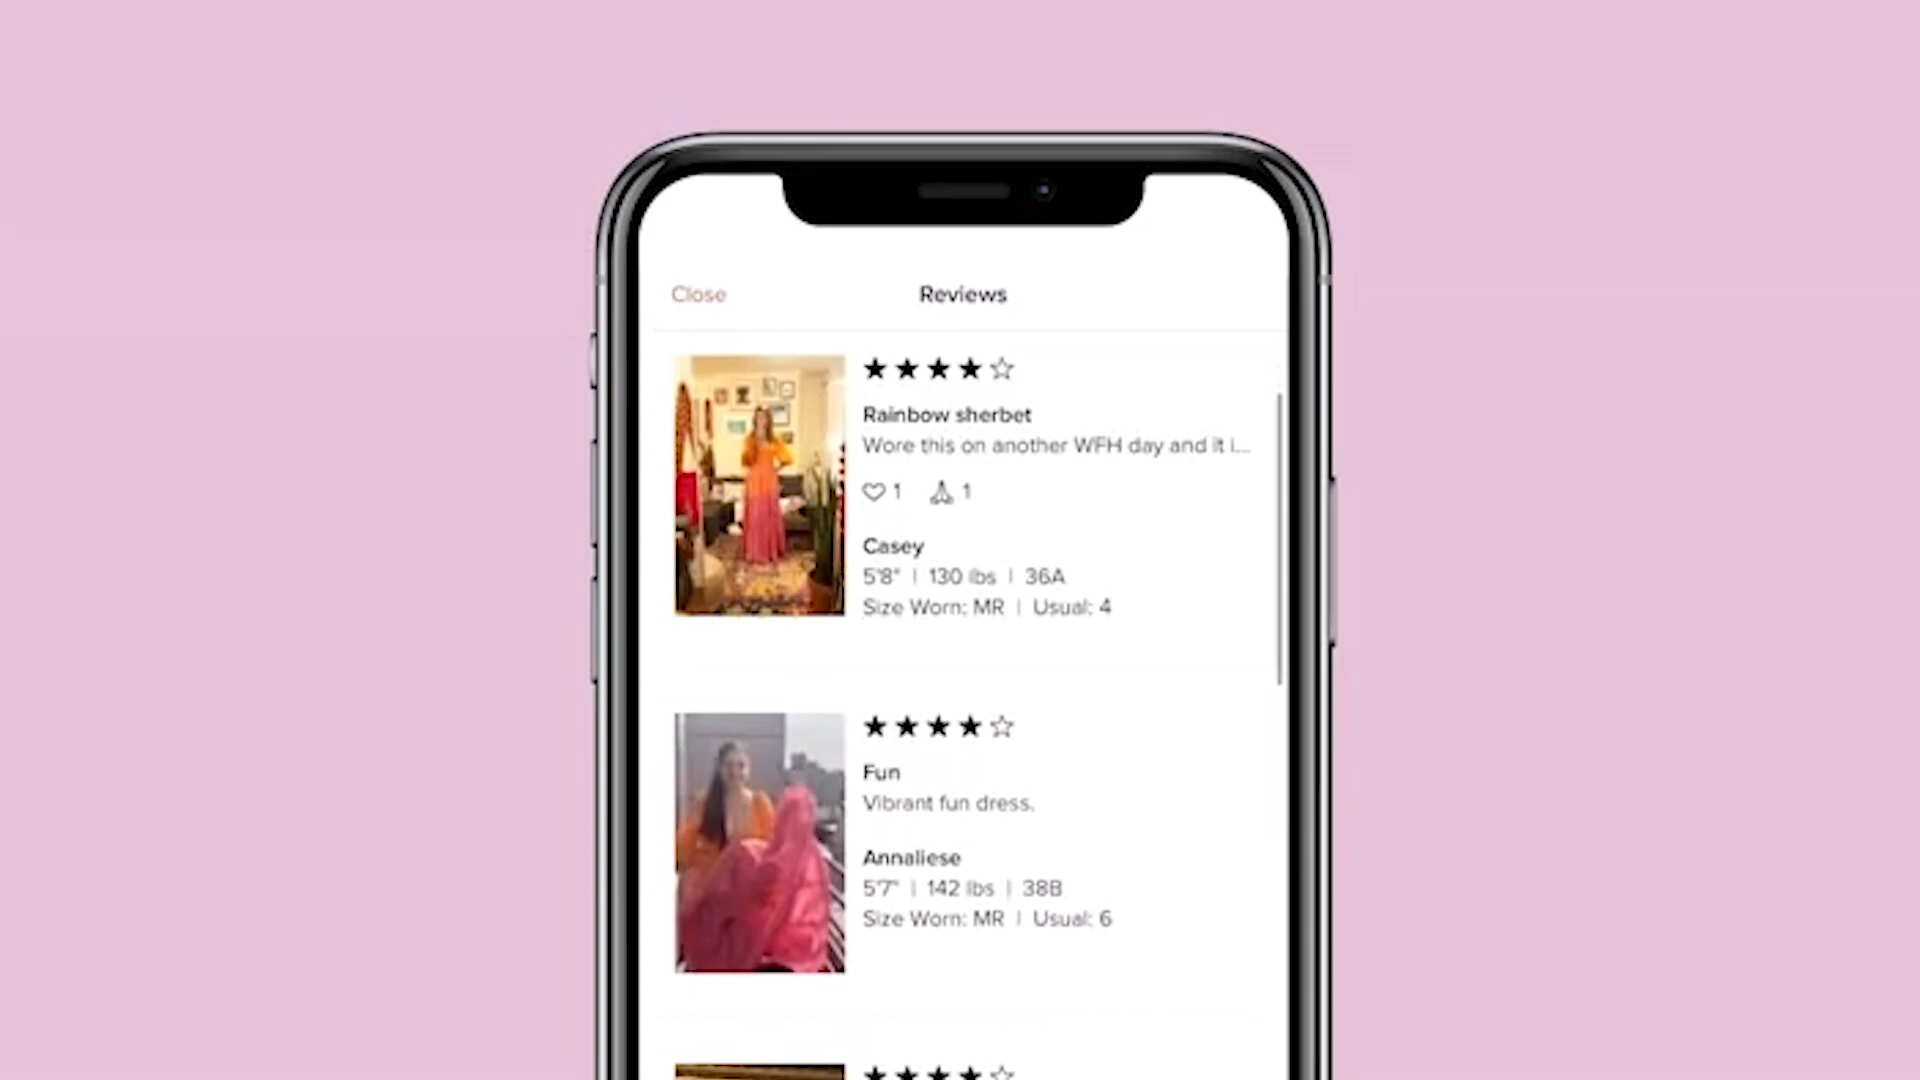 Close
Reviews
Rainbow sherbet
Wore this on another WFH day and it i...
1
1
Casey
5'8" | 130 lbs | 36A
Size Worn: MR | Usual: 4
Fun
Vibrant fun dress.
Annaliese
5'7" | 142 lbs | 38B
Size Worn: MR | Usual: 6